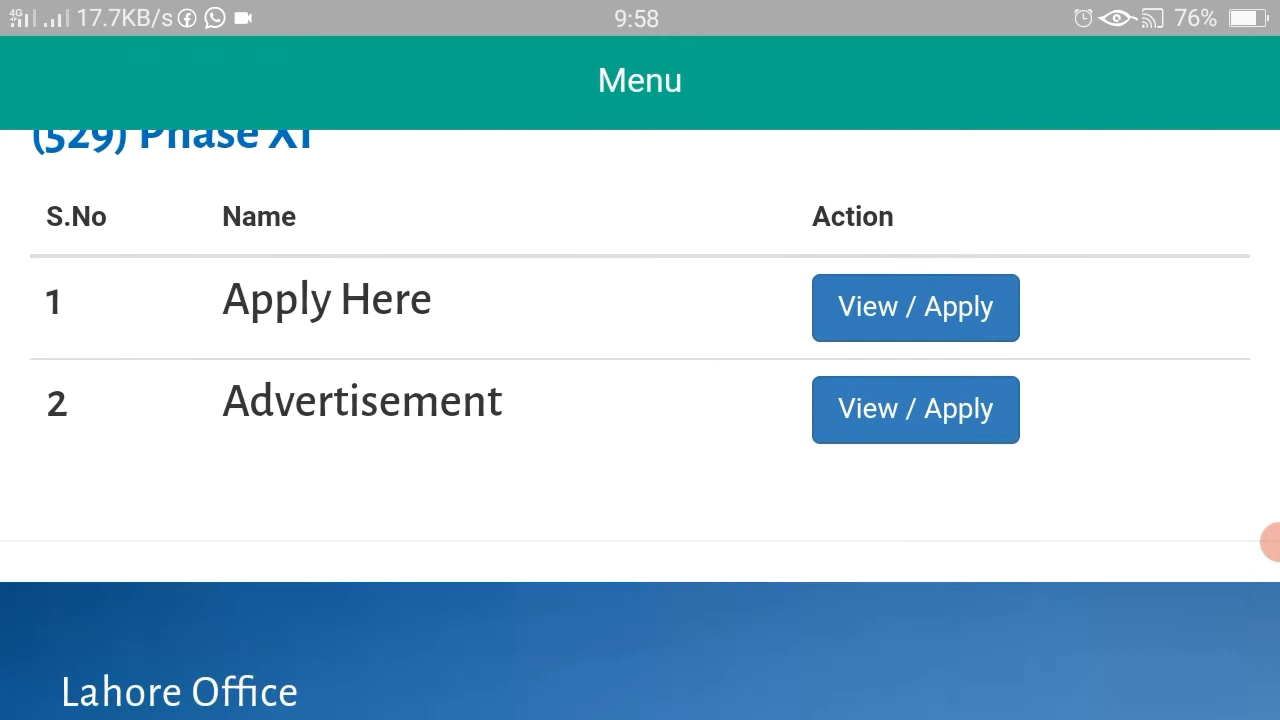 4G 17.7KB/s 9:58 76%
Menu
(529) Phase XI
S.No Name Action
1 Apply Here View / Apply
2 Advertisement View / Apply
Lahore Office